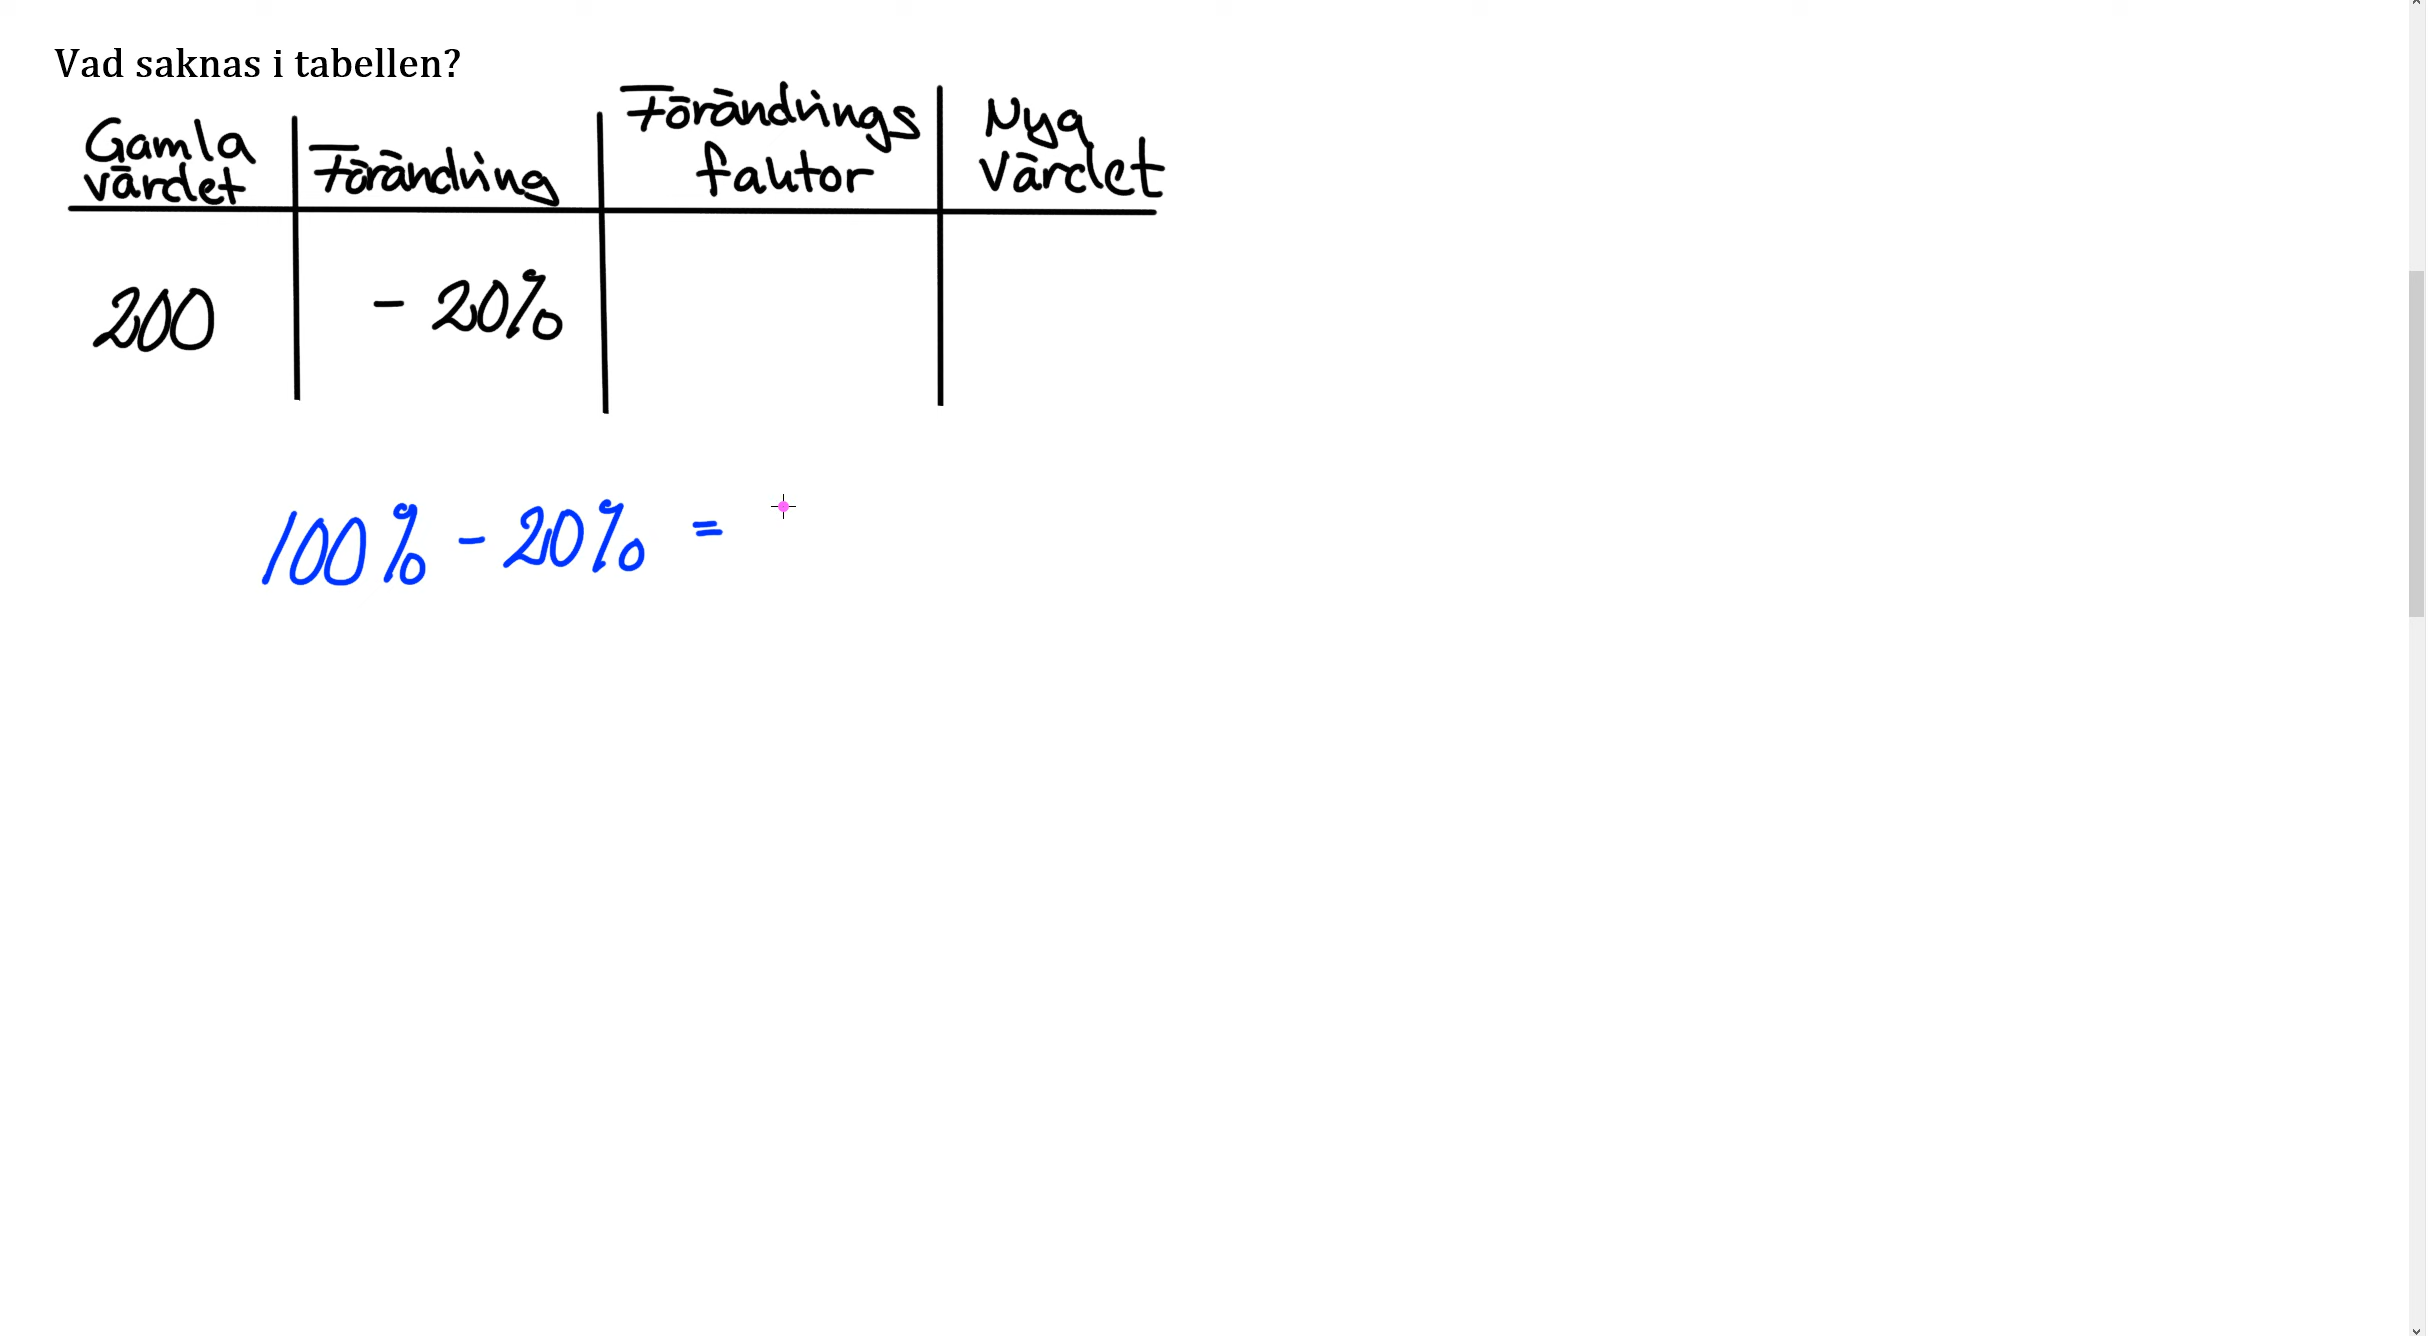 Vad saknas i tabellen?
Gamla värdet
Förändring
Förändrings faktor
Nya värdet
200
- 20%
100% - 20% =